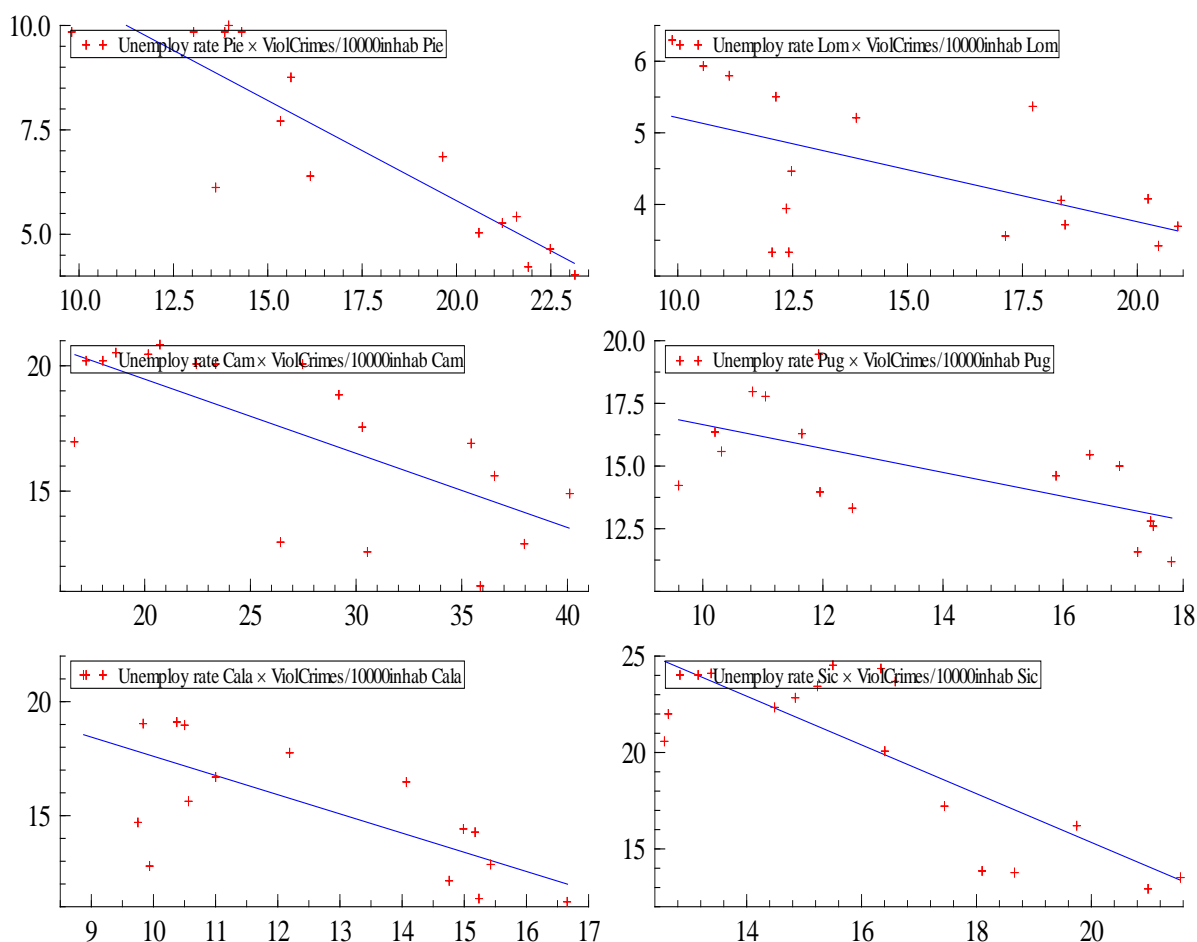 10.0
Unemploy rate Pie × ViolCrimes/10000inhab Pie
7.5
5.0
10.0 12.5 15.0 17.5 20.0 22.5
Unemploy rate Lom × ViolCrimes/10000inhab Lom
6
5
4
10.0 12.5 15.0 17.5 20.0
20
Unemploy rate Cam × ViolCrimes/10000inhab Cam
15
20 25 30 35 40
20.0
Unemploy rate Pug × ViolCrimes/10000inhab Pug
17.5
15.0
12.5
10 12 14 16 18
Unemploy rate Cala × ViolCrimes/10000inhab Cala
20
15
9 10 11 12 13 14 15 16 17
25
Unemploy rate Sic × ViolCrimes/10000inhab Sic
20
15
14 16 18 20